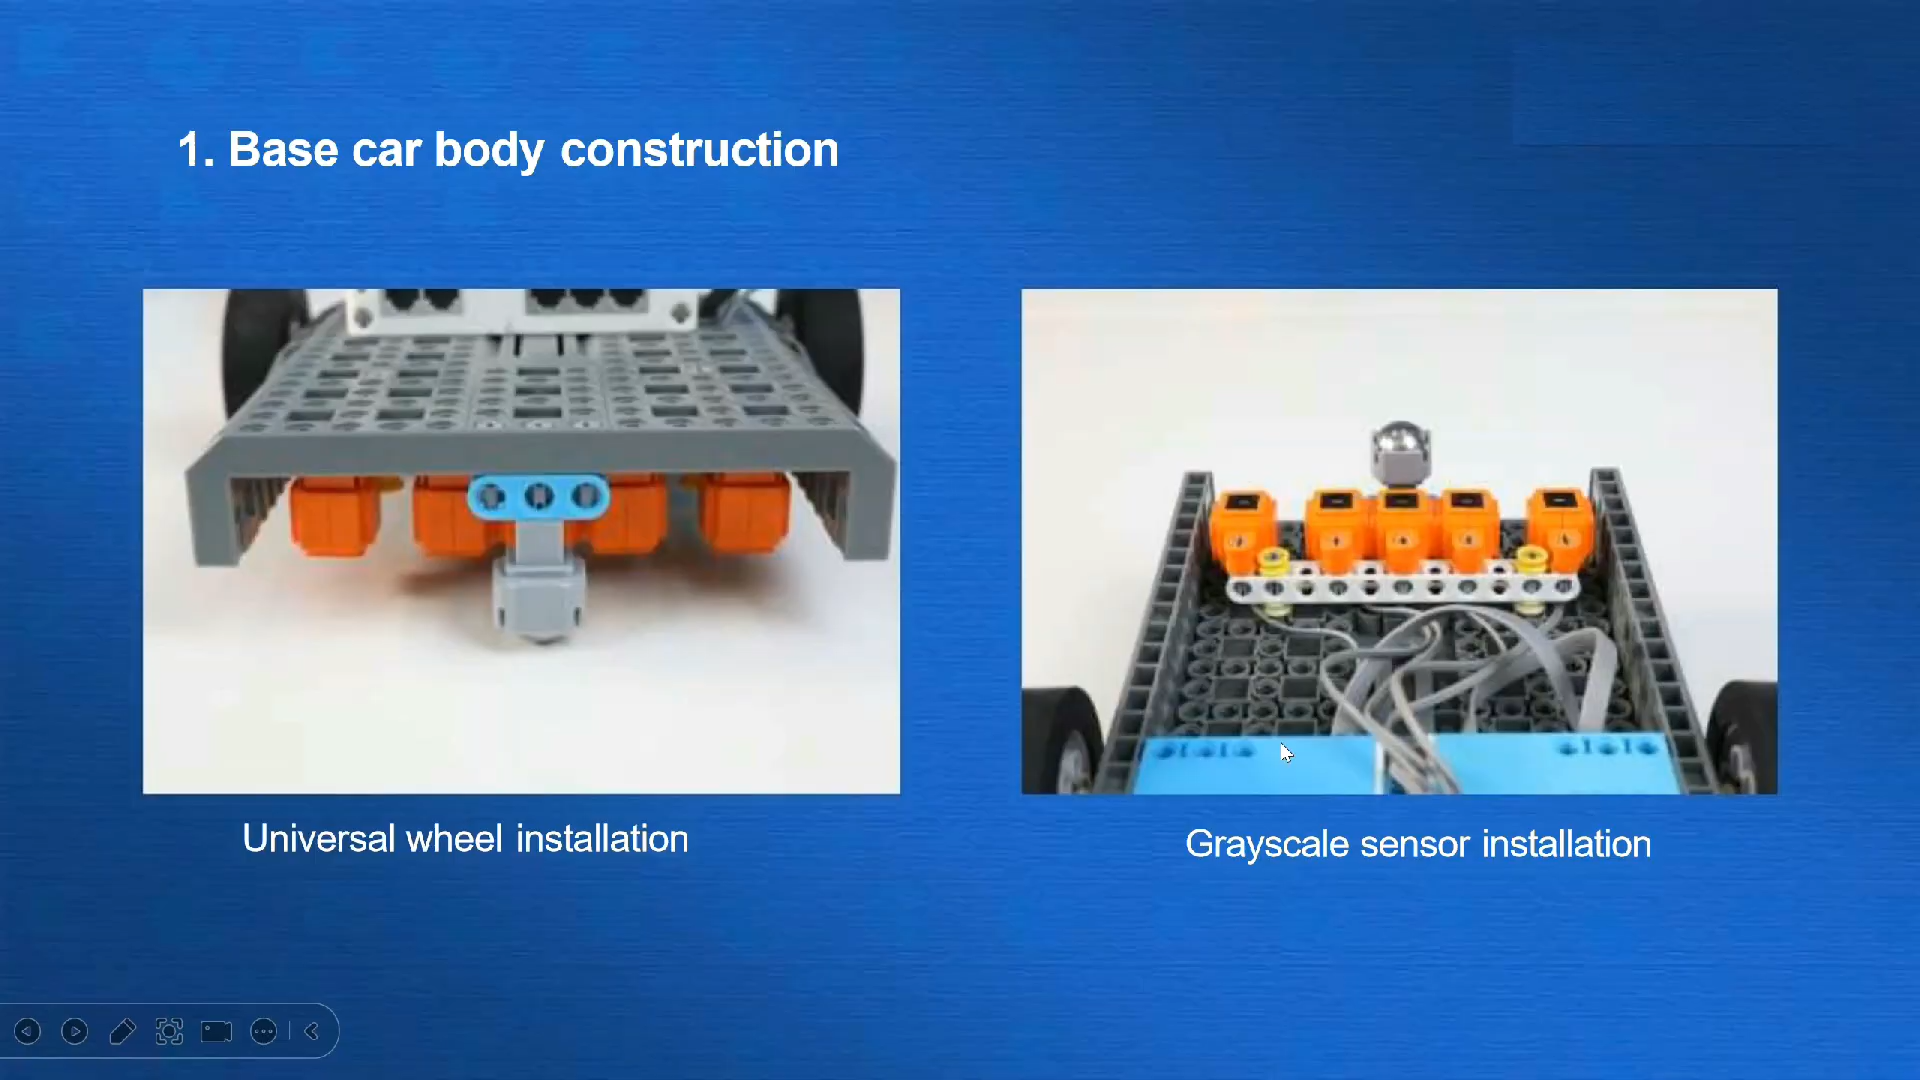 1. Base car body construction
Universal wheel installation
Grayscale sensor installation